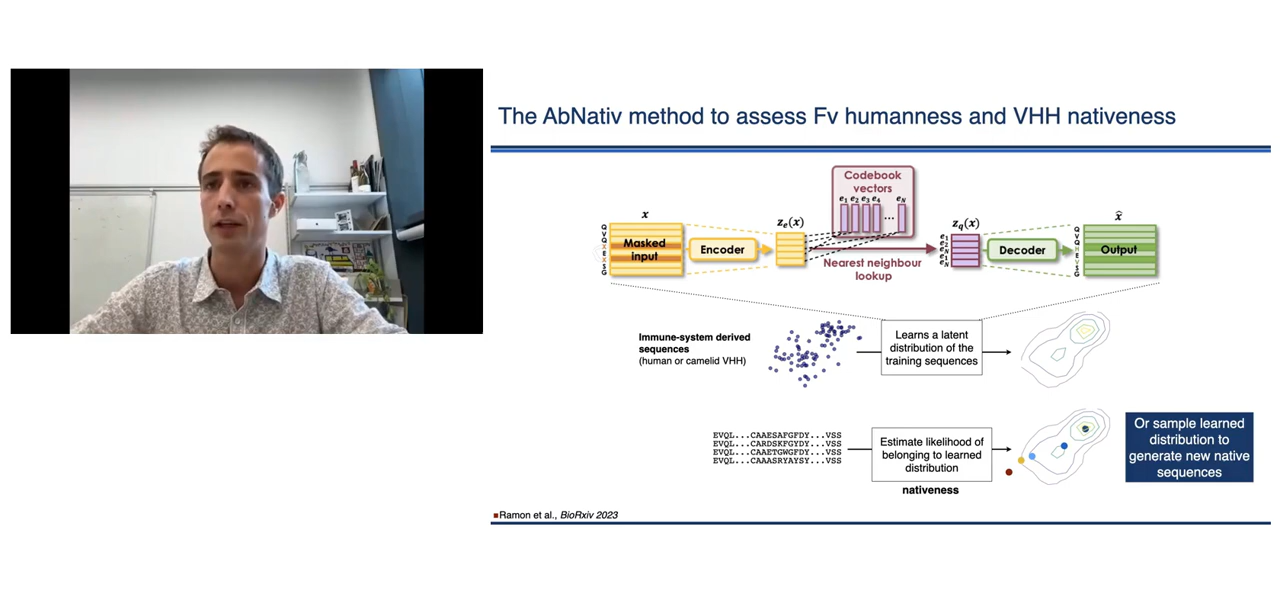 The AbNativ method to assess Fv humanness and VHH nativeness
Codebook
vectors
e1 e2 e3 e4 ... eN
x
ze(x)
zq(x)
x̂
Masked
input
Encoder
Nearest neighbour
lookup
Decoder
Output
Immune-system derived
sequences
(human or camelid VHH)
Learns a latent
distribution of the
training sequences
EVQL...CAAESAFGFDY...VSS
EVQL...CARDSKFGYDY...VSS
EVQL...CAAETGWGFDY...VSS
EVQL...CAAASRYAYSY...VSS
Estimate likelihood of
belonging to learned
distribution
nativeness
Or sample learned
distribution to
generate new native
sequences
Ramon et al., BioRxiv 2023